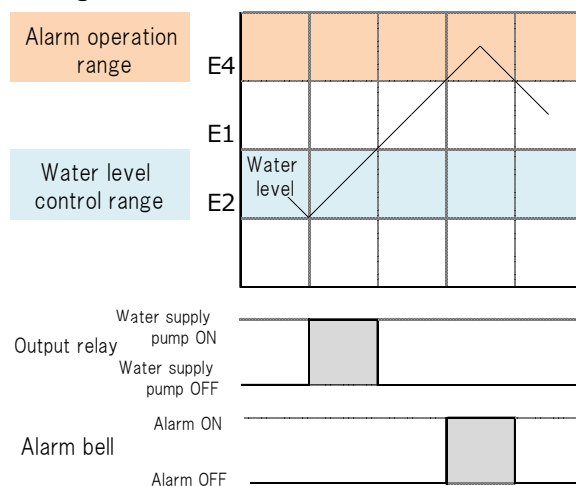 Alarm operation
range
E4
E1
Water level
control range
Water
level
E2
Water supply
pump ON
Output relay
Water supply
pump OFF
Alarm ON
Alarm bell
Alarm OFF